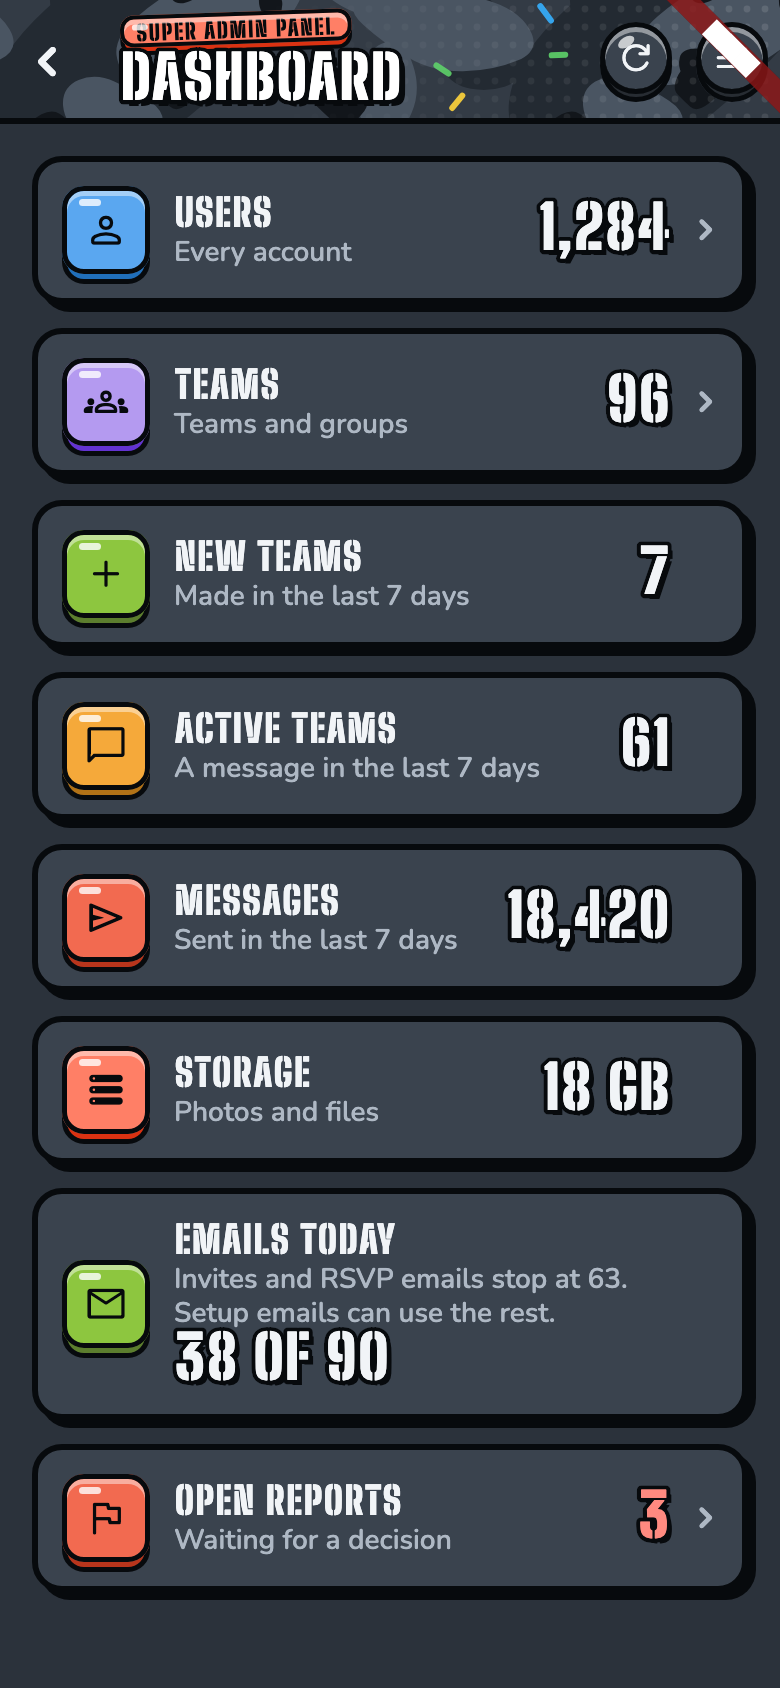 SUPER ADMIN PANEL
DASHBOARD
USERS
Every account
1,284
TEAMS
Teams and groups
96
NEW TEAMS
Made in the last 7 days
7
ACTIVE TEAMS
A message in the last 7 days
61
MESSAGES
Sent in the last 7 days
18,420
STORAGE
Photos and files
18 GB
EMAILS TODAY
Invites and RSVP emails stop at 63.
Setup emails can use the rest.
38 OF 90
OPEN REPORTS
Waiting for a decision
3